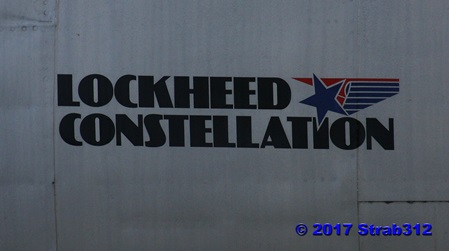 LOCKHEED
CONSTELLATION
© 2017 Strab312